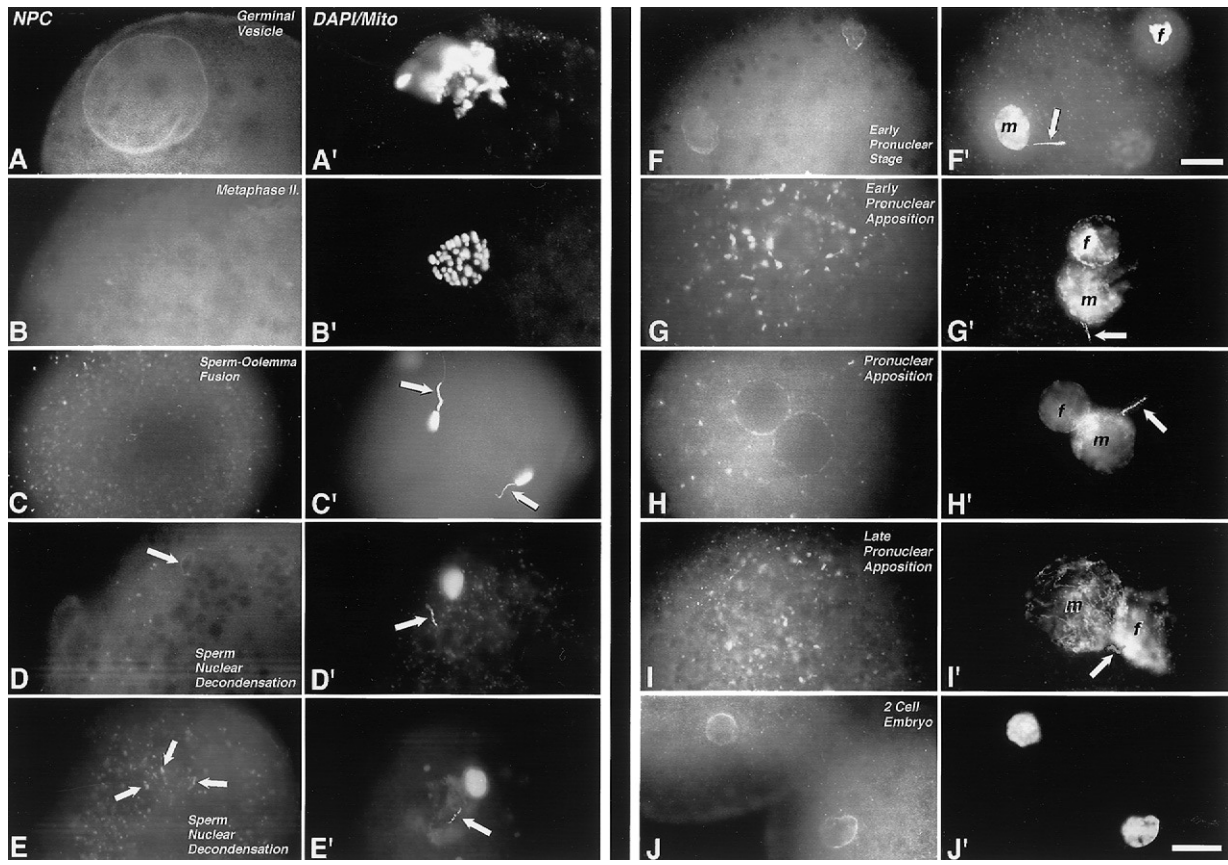 NPC
Germinal
Vesicle
A
DAPI/Mito
A'
Metaphase II.
B
B'
Sperm-Oolemma
Fusion
C
C'
Sperm
Nuclear
Decondensation
D
D'
Sperm
Nuclear
Decondensation
E
E'
Early
Pronuclear
Stage
F
f
m
F'
Early
Pronuclear
Apposition
G
f
m
G'
Pronuclear
Apposition
H
f
m
H'
Late
Pronuclear
Apposition
I
m
f
I'
2 Cell
Embryo
J
J'